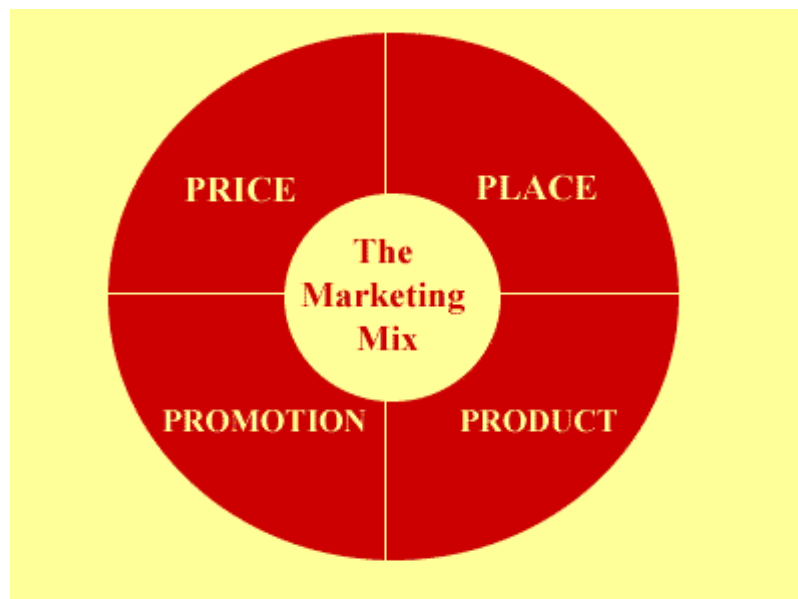 PRICE
PLACE
The
Marketing
Mix
PROMOTION
PRODUCT